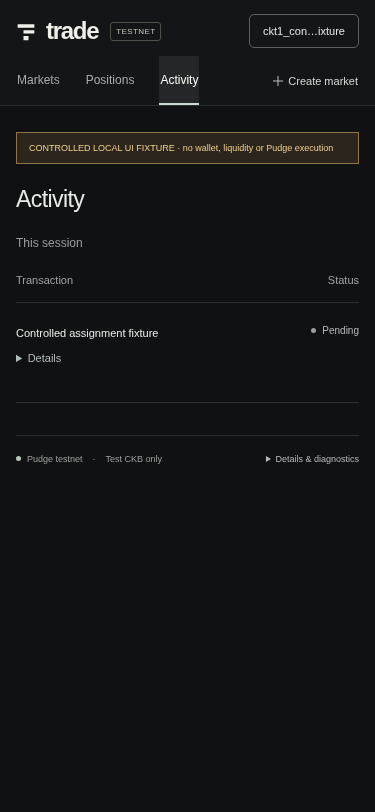 trade TESTNET ckt1_con…ixture
Markets Positions Activity + Create market
CONTROLLED LOCAL UI FIXTURE · no wallet, liquidity or Pudge execution
Activity
This session
Transaction Status
Controlled assignment fixture Pending
Details
Pudge testnet · Test CKB only Details & diagnostics